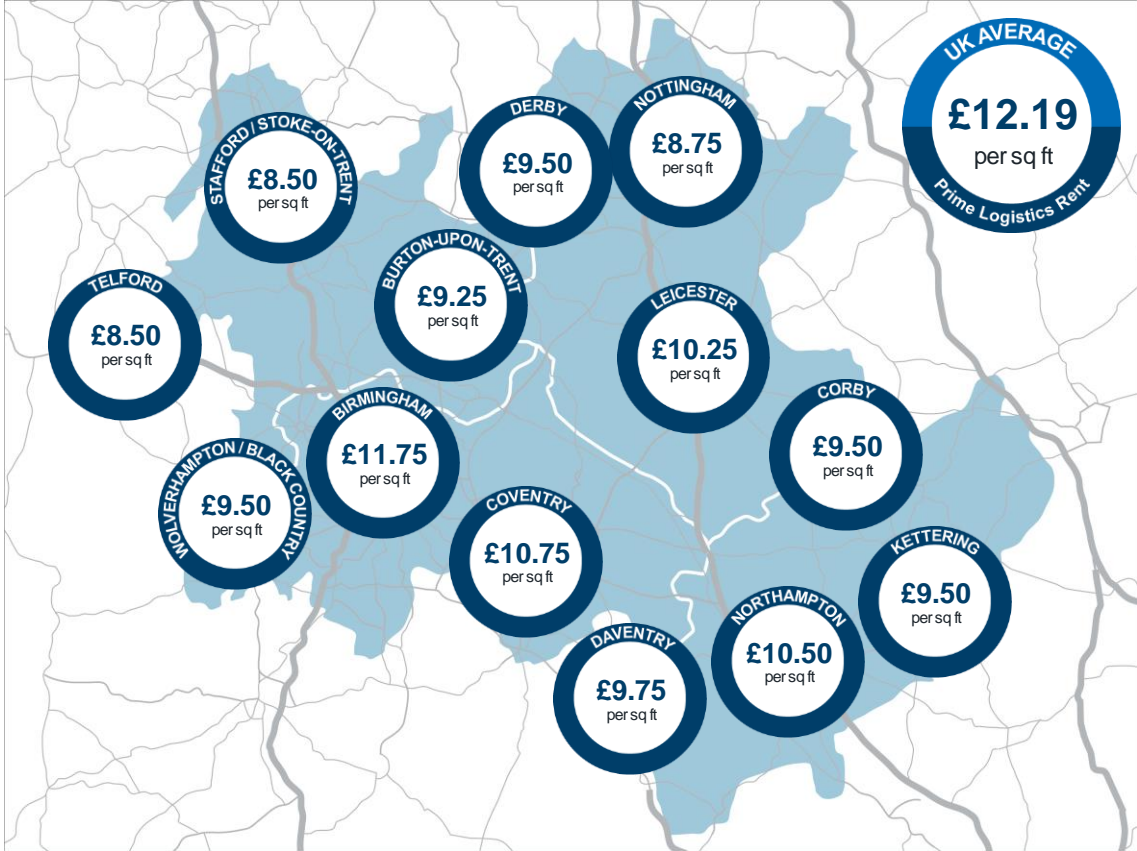 UK AVERAGE
£12.19
per sq ft
Prime Logistics Rent
NOTTINGHAM
£8.75
per sq ft
DERBY
£9.50
per sq ft
STAFFORD / STOKE-ON-TRENT
£8.50
per sq ft
BURTON-UPON-TRENT
£9.25
per sq ft
TELFORD
£8.50
per sq ft
LEICESTER
£10.25
per sq ft
CORBY
£9.50
per sq ft
BIRMINGHAM
£11.75
per sq ft
WOLVERHAMPTON / BLACK COUNTRY
£9.50
per sq ft
COVENTRY
£10.75
per sq ft
KETTERING
£9.50
per sq ft
NORTHAMPTON
£10.50
per sq ft
DAVENTRY
£9.75
per sq ft